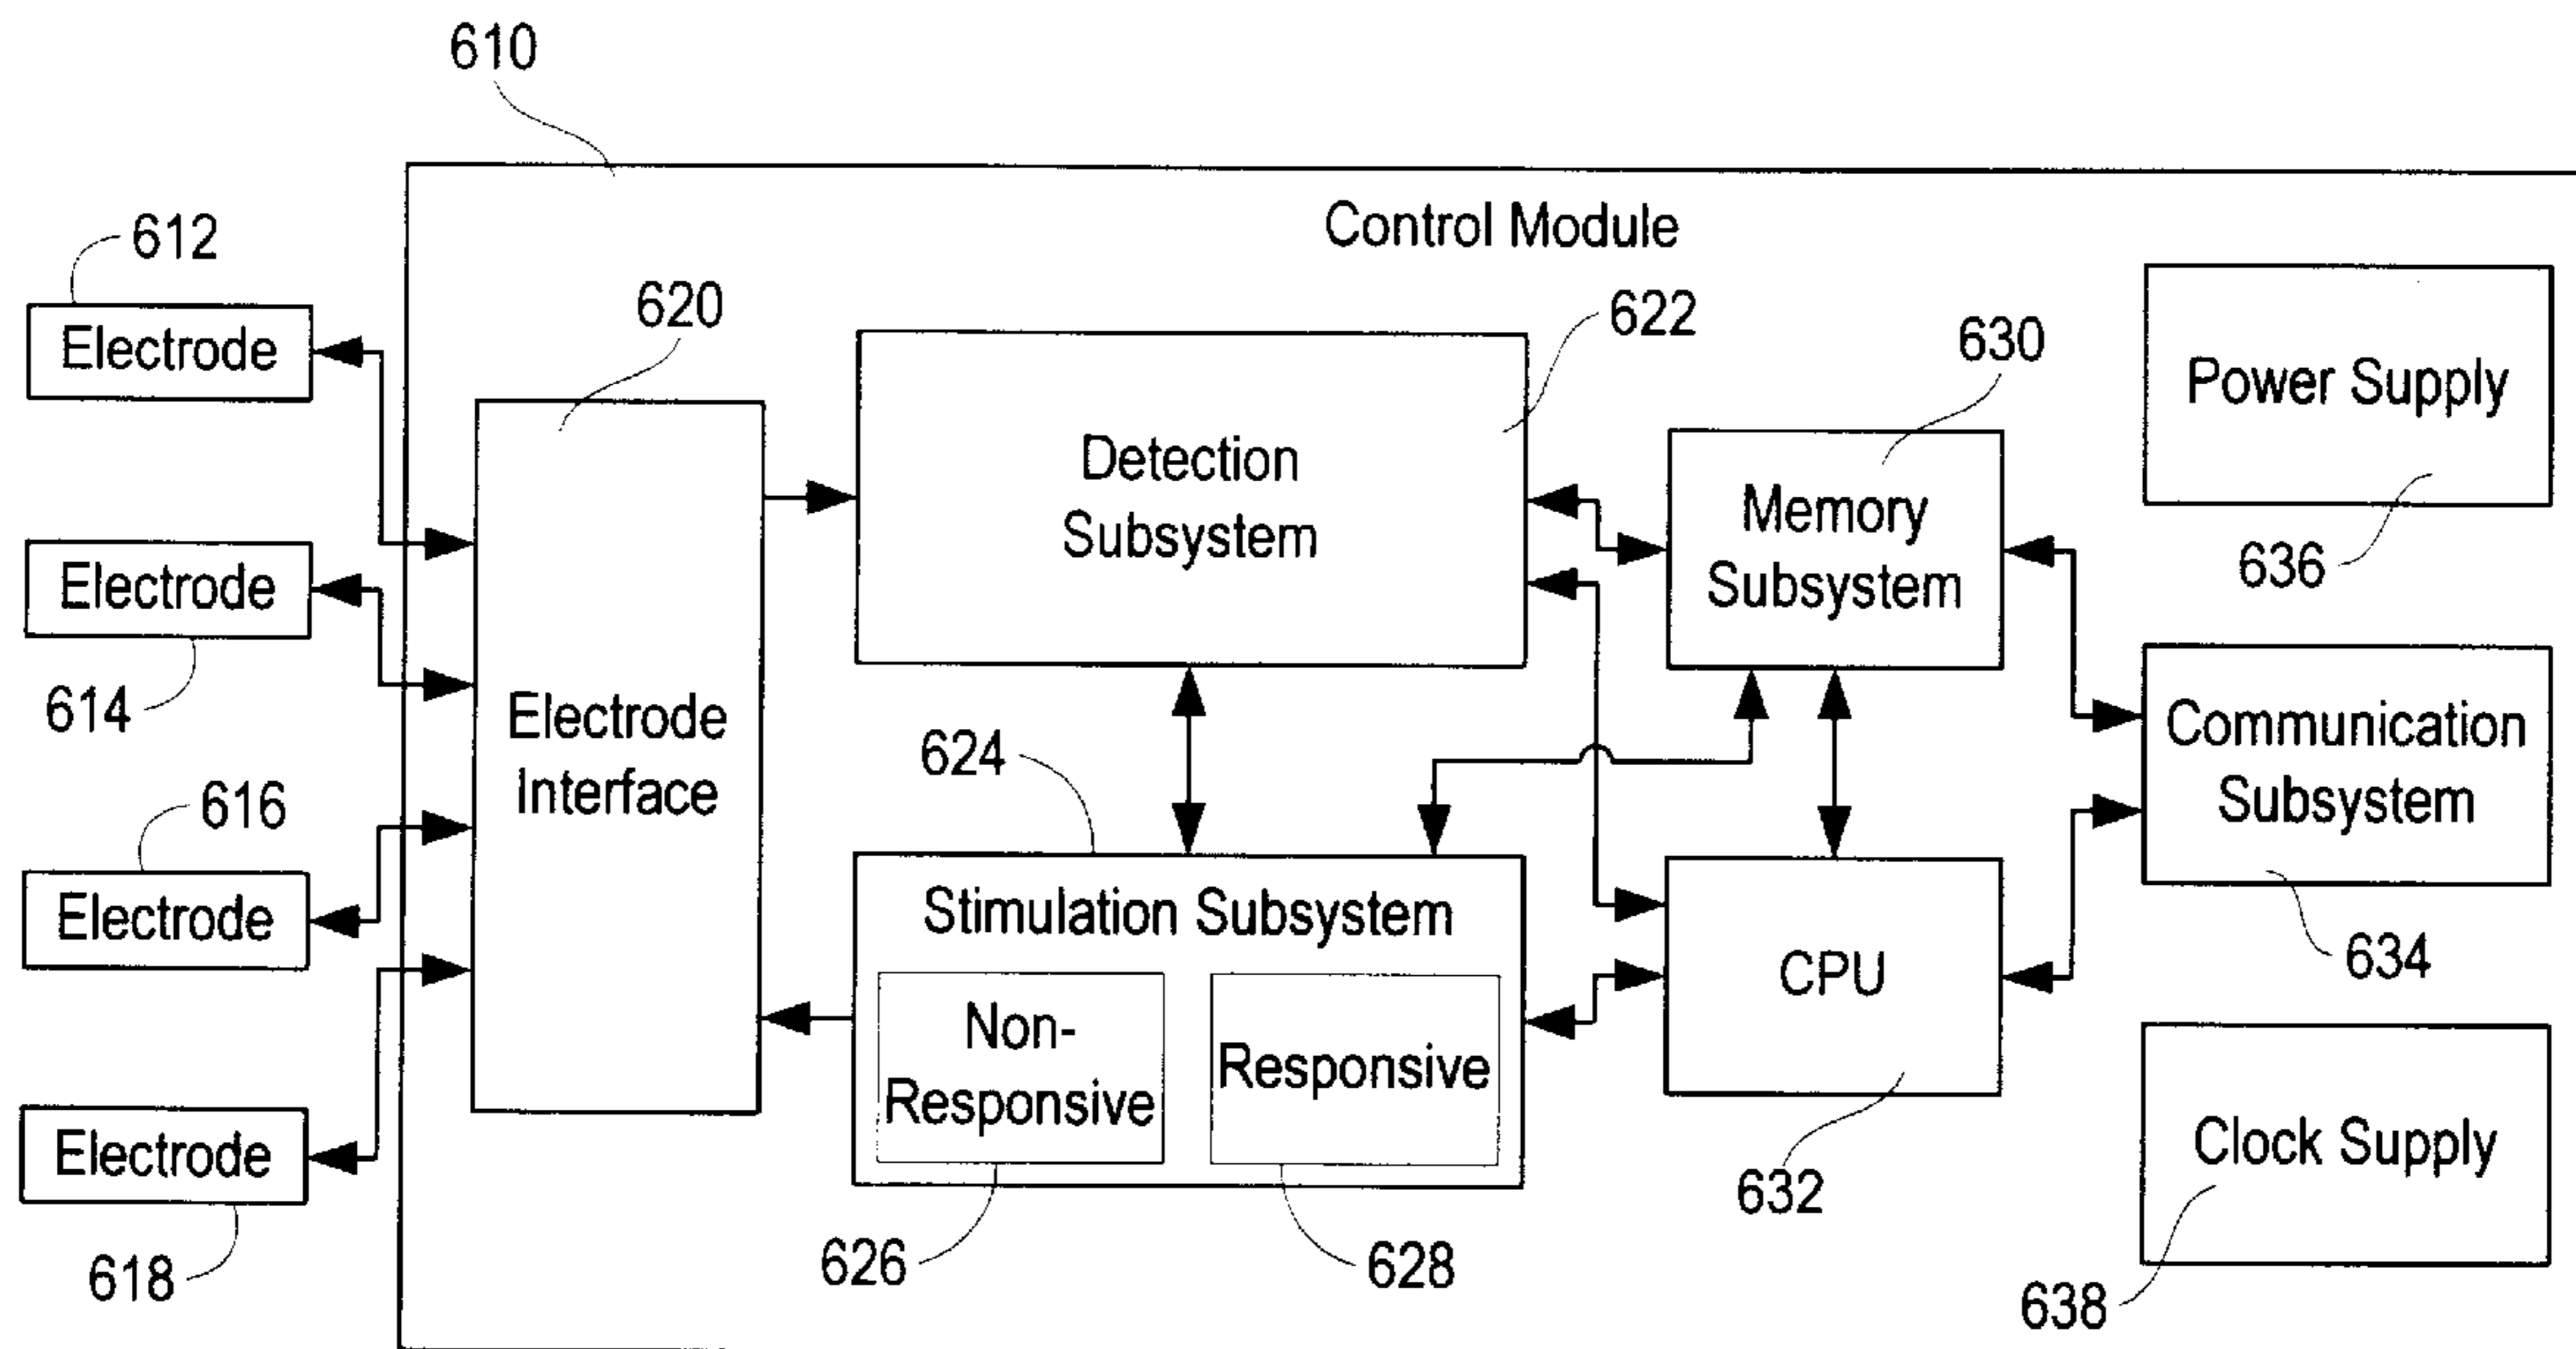 610
Control Module
612
Electrode
614
Electrode
616
Electrode
618
Electrode
620
Electrode
Interface
622
Detection
Subsystem
624
Stimulation Subsystem
Non-
Responsive
626
Responsive
628
630
Memory
Subsystem
CPU
632
Power Supply
636
Communication
Subsystem
634
Clock Supply
638